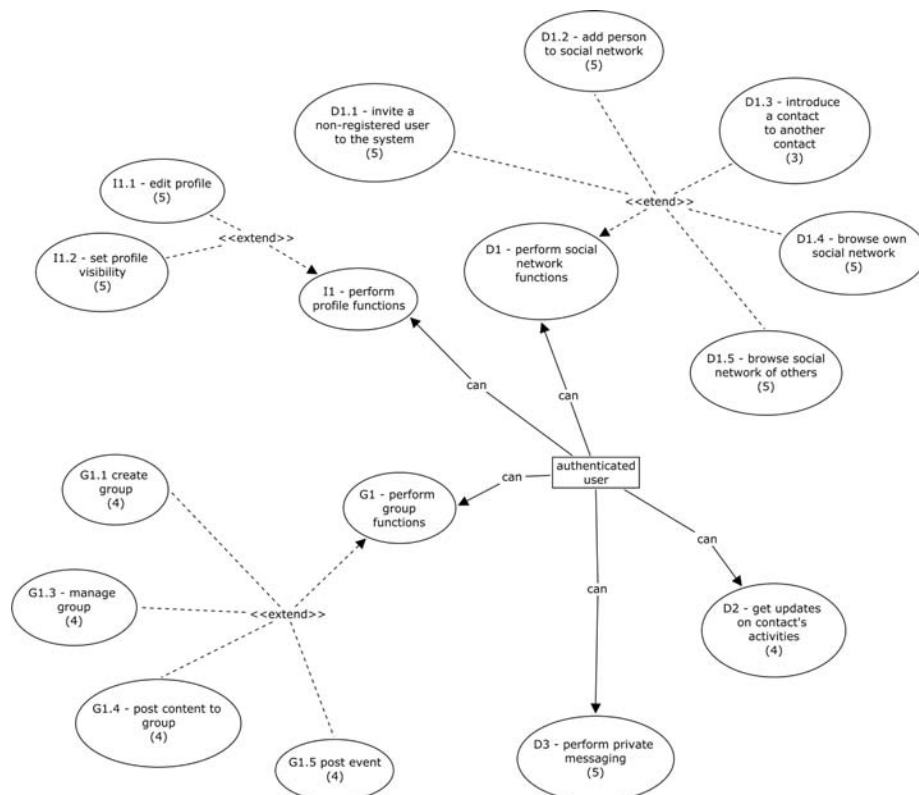 D1.2 - add person
to social network
(5)
D1.1 - invite a
non-registered user
to the system
(5)
D1.3 - introduce
a contact
to another
contact
(3)
I1.1 - edit profile
(5)
<<etend>>
<<extend>>
I1.2 - set profile
visibility
(5)
D1 - perform social
network
functions
D1.4 - browse own
social network
(5)
I1 - perform
profile functions
D1.5 - browse social
network of others
(5)
can
can
authenticated
user
G1.1 create
group
(4)
can
G1 - perform
group
functions
can
can
G1.3 - manage
group
(4)
<<extend>>
D2 - get updates
on contact's
activities
(4)
G1.4 - post content to
group
(4)
D3 - perform private
messaging
(5)
G1.5 post event
(4)